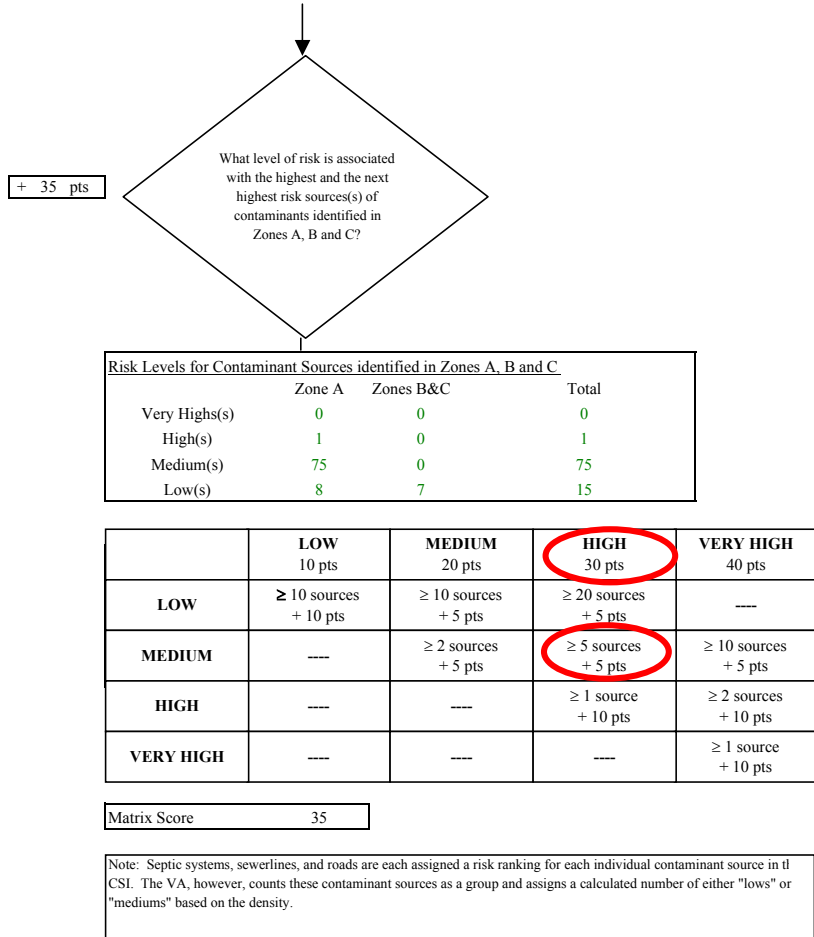 What level of risk is associated
with the highest and the next
highest risk sources(s) of
contaminants identified in
Zones A, B and C?
+ 35 pts
Risk Levels for Contaminant Sources identified in Zones A, B and C
Zone A Zones B&C Total
Very Highs(s) 0 0 0
High(s) 1 0 1
Medium(s) 75 0 75
Low(s) 8 7 15
LOW MEDIUM HIGH VERY HIGH
10 pts 20 pts 30 pts 40 pts
LOW ≥ 10 sources ≥ 10 sources ≥ 20 sources ----
+ 10 pts + 5 pts + 5 pts
MEDIUM ---- ≥ 2 sources ≥ 5 sources ≥ 10 sources
+ 5 pts + 5 pts + 5 pts
HIGH ---- ---- ≥ 1 source ≥ 2 sources
+ 10 pts + 10 pts
VERY HIGH ---- ---- ---- ≥ 1 source
+ 10 pts
Matrix Score 35
Note: Septic systems, sewerlines, and roads are each assigned a risk ranking for each individual contaminant source in
CSI. The VA, however, counts these contaminant sources as a group and assigns a calculated number of either "lows" or
"mediums" based on the density.